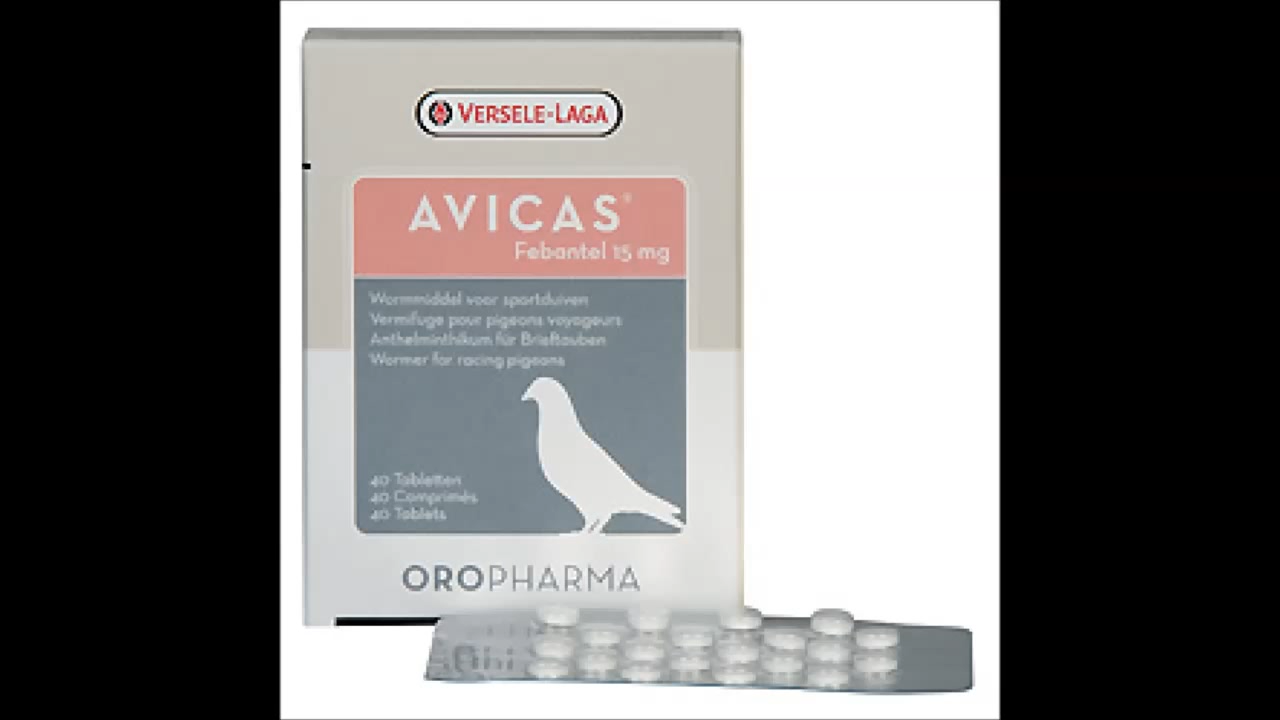 VERSELE-LAGA
AVICAS®
Febantel 15 mg
Wormmiddel voor sportduiven
Vermifuge pour pigeons voyageurs
Anthelminthikum für Brieftauben
Wormer for racing pigeons
40 Tabletten
40 Comprimés
40 Tablets
OROPHARMA